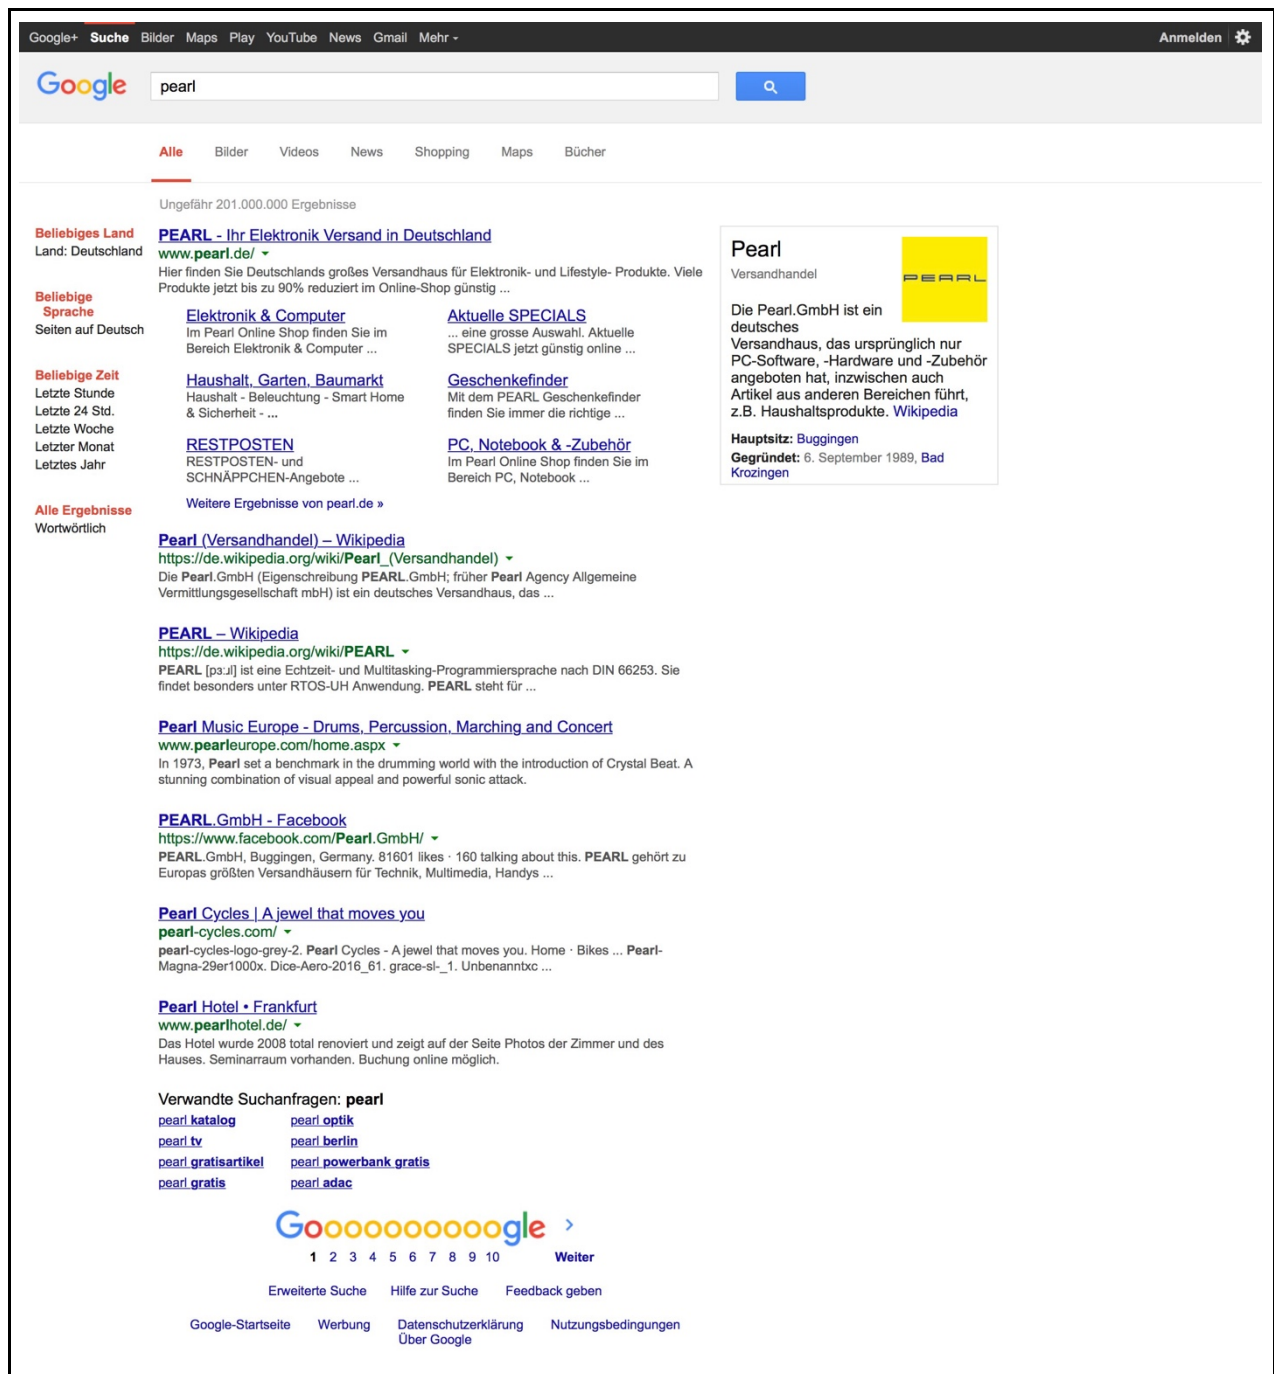 Google+ Suche Bilder Maps Play YouTube News Gmail Mehr Anmelden
Google pearl
Alle Bilder Videos News Shopping Maps Bücher
Ungefähr 201.000.000 Ergebnisse
Beliebiges Land
Land: Deutschland
Beliebige
Sprache
Seiten auf Deutsch
Beliebige Zeit
Letzte Stunde
Letzte 24 Std.
Letzte Woche
Letzter Monat
Letztes Jahr
Alle Ergebnisse
Wortwörtlich
PEARL - Ihr Elektronik Versand in Deutschland
www.pearl.de/
Hier finden Sie Deutschlands großes Versandhaus für Elektronik- und Lifestyle- Produkte. Viele
Produkte jetzt bis zu 90% reduziert im Online-Shop günstig ...
Elektronik & Computer
Im Pearl Online Shop finden Sie im
Bereich Elektronik & Computer ...
Aktuelle SPECIALS
... eine grosse Auswahl. Aktuelle
SPECIALS jetzt günstig online ...
Haushalt, Garten, Baumarkt
Haushalt - Beleuchtung - Smart Home
& Sicherheit - ...
Geschenkefinder
Mit dem PEARL Geschenkefinder
finden Sie immer die richtige ...
RESTPOSTEN
RESTPOSTEN- und
SCHNÄPPCHEN-Angebote ...
PC, Notebook & -Zubehör
Im Pearl Online Shop finden Sie im
Bereich PC, Notebook ...
Weitere Ergebnisse von pearl.de »
Pearl (Versandhandel) – Wikipedia
https://de.wikipedia.org/wiki/Pearl_(Versandhandel)
Die Pearl.GmbH (Eigenschreibung PEARL.GmbH; früher Pearl Agency Allgemeine
Vermittlungsgesellschaft mbH) ist ein deutsches Versandhaus, das ...
PEARL – Wikipedia
https://de.wikipedia.org/wiki/PEARL
PEARL [pɜːɹl] ist eine Echtzeit- und Multitasking-Programmiersprache nach DIN 66253. Sie
findet besonders unter RTOS-UH Anwendung. PEARL steht für ...
Pearl Music Europe - Drums, Percussion, Marching and Concert
www.pearleurope.com/home.aspx
In 1973, Pearl set a benchmark in the drumming world with the introduction of Crystal Beat. A
stunning combination of visual appeal and powerful sonic attack.
PEARL.GmbH - Facebook
https://www.facebook.com/Pearl.GmbH/
PEARL.GmbH, Buggingen, Germany. 81601 likes · 160 talking about this. PEARL gehört zu
Europas größten Versandhäusern für Technik, Multimedia, Handys ...
Pearl Cycles | A jewel that moves you
pearl-cycles.com/
pearl-cycles-logo-grey-2. Pearl Cycles - A jewel that moves you. Home · Bikes ... Pearl-
Magna-29er1000x. Dice-Aero-2016_61. grace-sl-_1. Unbenanntxc ...
Pearl Hotel • Frankfurt
www.pearlhotel.de/
Das Hotel wurde 2008 total renoviert und zeigt auf der Seite Photos der Zimmer und des
Hauses. Seminarraum vorhanden. Buchung online möglich.
Pearl
Versandhandel
PEARL
Die Pearl.GmbH ist ein
deutsches
Versandhaus, das ursprünglich nur
PC-Software, -Hardware und -Zubehör
angeboten hat, inzwischen auch
Artikel aus anderen Bereichen führt,
z.B. Haushaltsprodukte. Wikipedia
Hauptsitz: Buggingen
Gegründet: 6. September 1989, Bad
Krozingen
Verwandte Suchanfragen: pearl
pearl katalog pearl optik
pearl tv pearl berlin
pearl gratisartikel pearl powerbank gratis
pearl gratis pearl adac
Goooooooooogle >
1 2 3 4 5 6 7 8 9 10 Weiter
Erweiterte Suche Hilfe zur Suche Feedback geben
Google-Startseite Werbung Datenschutzerklärung Nutzungsbedingungen
Über Google